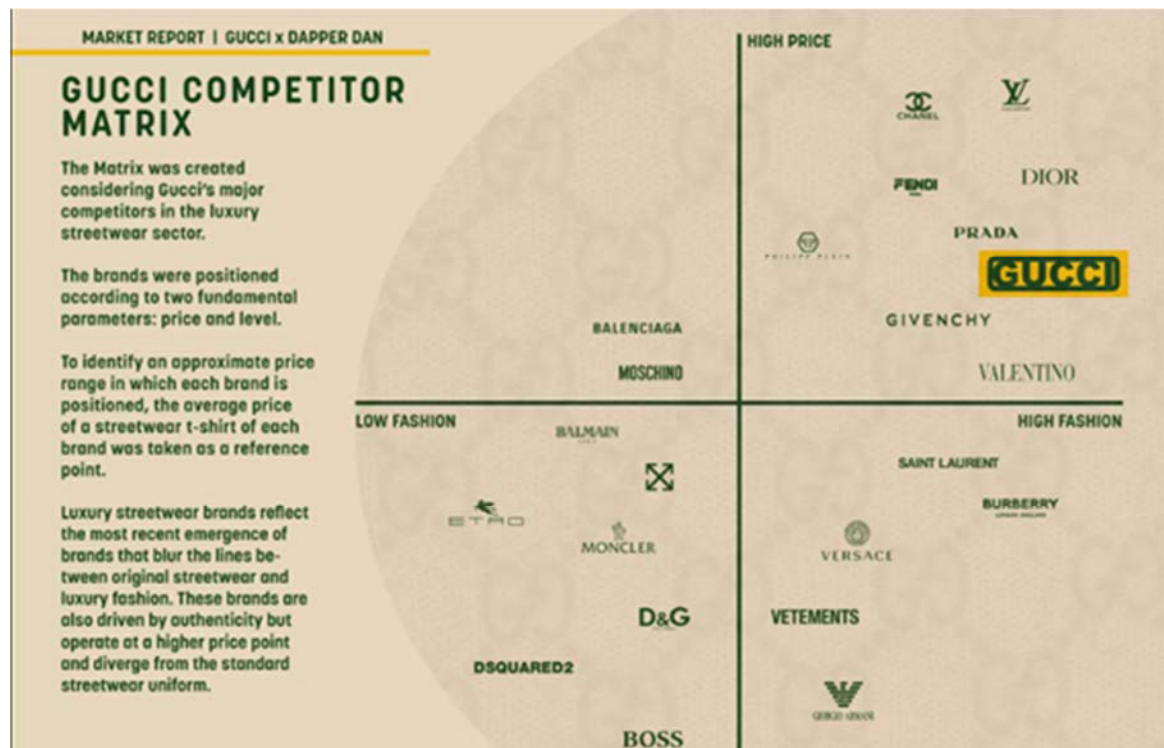 MARKET REPORT | GUCCI x DAPPER DAN
GUCCI COMPETITOR
MATRIX
The Matrix was created
considering Gucci's major
competitors in the luxury
streetwear sector.
The brands were positioned
according to two fundamental
parameters: price and level.
To identify an approximate price
range in which each brand is
positioned, the average price
of a streetwear t-shirt of each
brand was taken as a reference
point.
Luxury streetwear brands reflect
the most recent emergence of
brands that blur the lines be-
tween original streetwear and
luxury fashion. These brands are
also driven by authenticity but
operate at a higher price point
and diverge from the standard
streetwear uniform.
HIGH PRICE
CHANEL
LV
FENDI
DIOR
PRADA
PHILIPP PLEIN
GUCCI
GIVENCHY
BALENCIAGA
MOSCHINO
VALENTINO
LOW FASHION
HIGH FASHION
BALMAIN
SAINT LAURENT
BURBERRY
LONDON ENGLAND
ETRO
MONCLER
VERSACE
D&G
VETEMENTS
DSQUARED2
GIORGIO ARMANI
BOSS